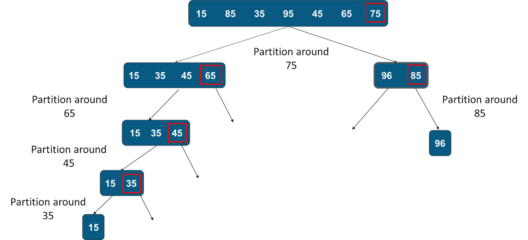 15 85 35 95 45 65 75
Partition around
75
15 35 45 65
96 85
Partition around
65
Partition around
85
15 35 45
96
Partition around
45
15 35
Partition around
35
15